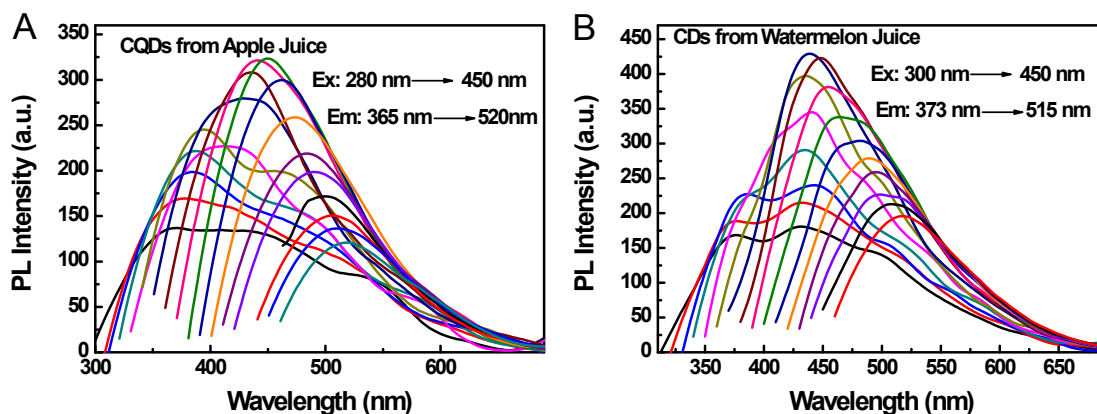 A
CQDs from Apple Juice
Ex: 280 nm → 450 nm
Em: 365 nm → 520nm
350
300
250
200
150
100
50
0
PL Intensity (a.u.)
300 400 500 600
Wavelength (nm)
B
CDs from Watermelon Juice
Ex: 300 nm → 450 nm
Em: 373 nm → 515 nm
450
400
350
300
250
200
150
100
50
0
PL Intensity (a.u.)
350 400 450 500 550 600 650
Wavelength (nm)